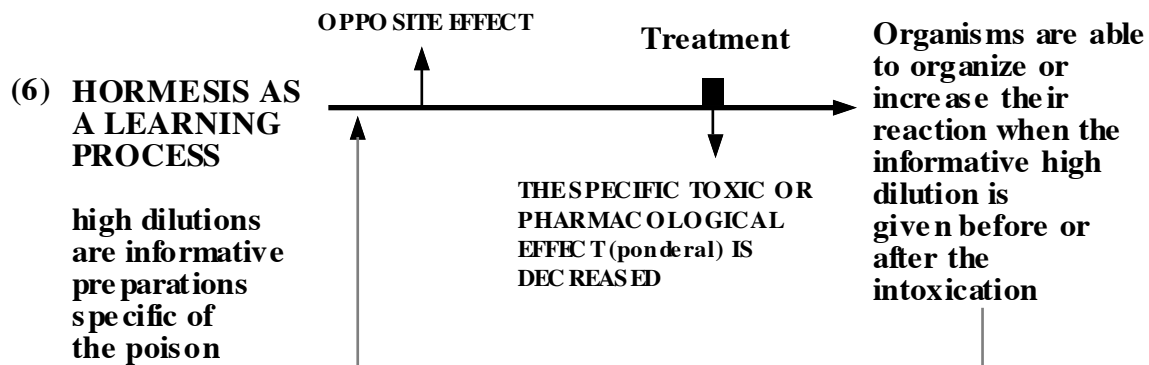 OPPOSITE EFFECT
Treatment
(6) HORMESIS AS
A LEARNING
PROCESS
high dilutions
are informative
preparations
specific of
the poison
THE SPECIFIC TOXIC OR
PHARMACOLOGICAL
EFFECT (ponderal) IS
DECREASED
Organisms are able
to organize or
increase their
reaction when the
informative high
dilution is
given before or
after the
intoxication